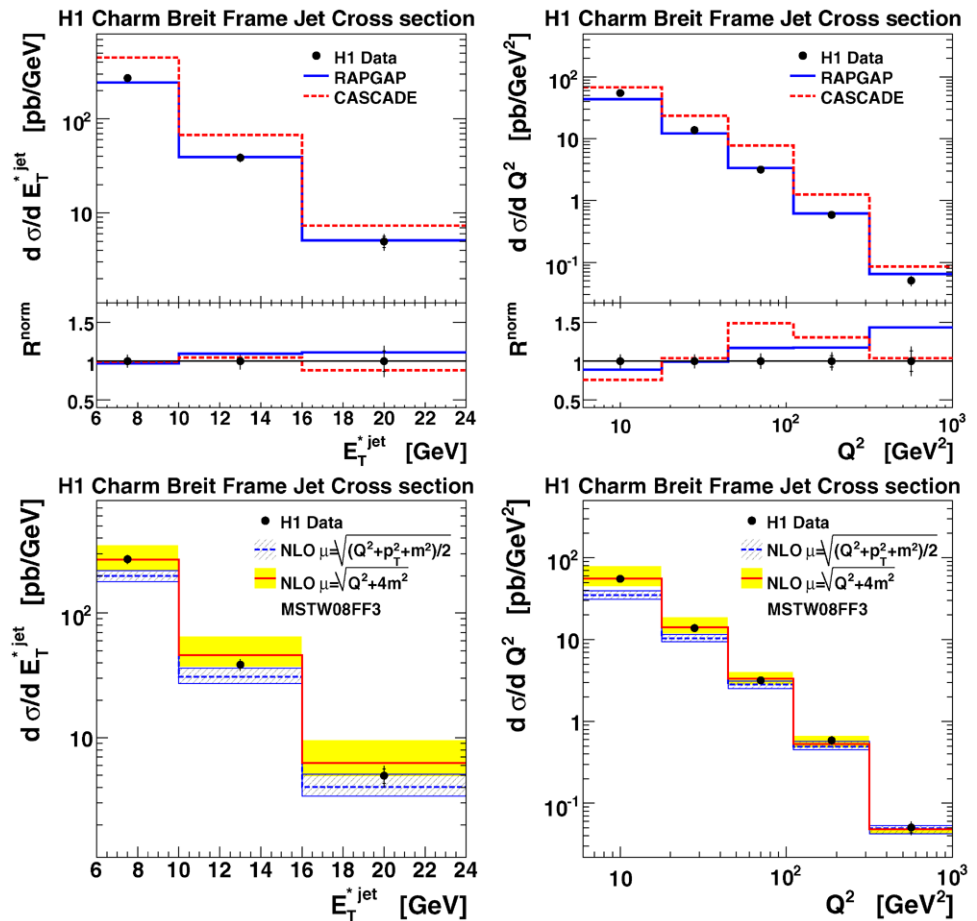 H1 Charm Breit Frame Jet Cross section
d σ/d E_T^{* jet} [pb/GeV]
10^2
10
H1 Data
RAPGAP
CASCADE
R^norm
1.5
1
0.5
6 8 10 12 14 16 18 20 22 24
E_T^{* jet} [GeV]
H1 Charm Breit Frame Jet Cross section
d σ/d Q^2 [pb/GeV^2]
10^2
10
1
10^-1
H1 Data
RAPGAP
CASCADE
R^norm
1.5
1
0.5
10 10^2 10^3
Q^2 [GeV^2]
H1 Charm Breit Frame Jet Cross section
d σ/d E_T^{* jet} [pb/GeV]
10^2
10
H1 Data
NLO μ=√(Q^2+p_T^2+m^2)/2
NLO μ=√Q^2+4m^2
MSTW08FF3
6 8 10 12 14 16 18 20 22 24
E_T^{* jet} [GeV]
H1 Charm Breit Frame Jet Cross section
d σ/d Q^2 [pb/GeV^2]
10^2
10
1
10^-1
H1 Data
NLO μ=√(Q^2+p_T^2+m^2)/2
NLO μ=√Q^2+4m^2
MSTW08FF3
10 10^2 10^3
Q^2 [GeV^2]